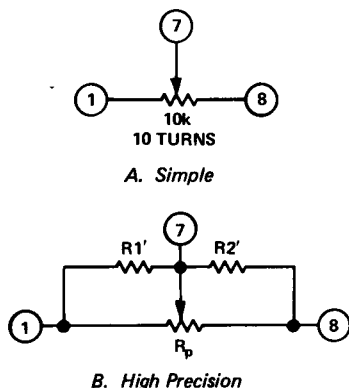 7
1
8
10k
10 TURNS
A. Simple
7
R1'
R2'
1
8
Rp
B. High Precision